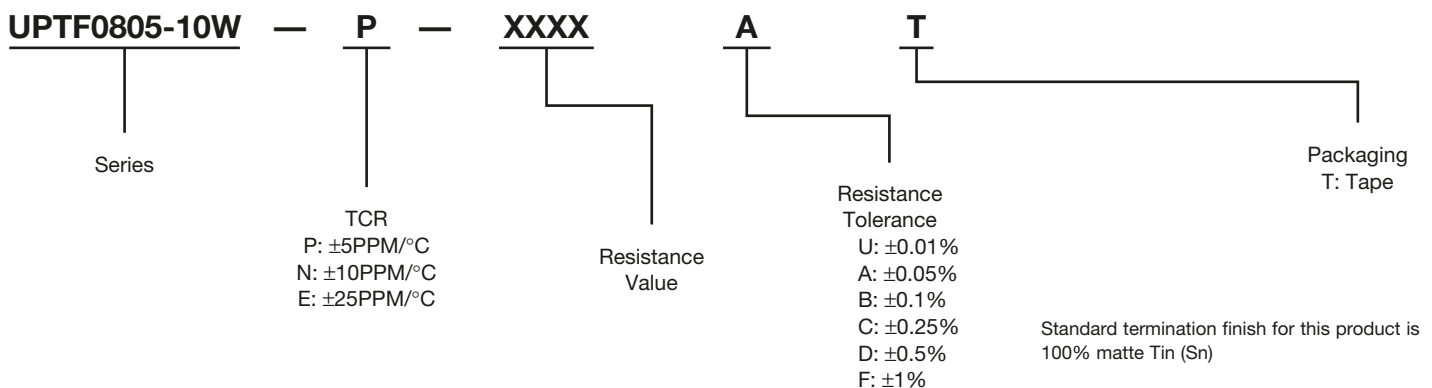 UPTF0805-10W — P — XXXX A T
Series
TCR
P: ±5PPM/°C
N: ±10PPM/°C
E: ±25PPM/°C
Resistance
Value
Resistance
Tolerance
U: ±0.01%
A: ±0.05%
B: ±0.1%
C: ±0.25%
D: ±0.5%
F: ±1%
Packaging
T: Tape
Standard termination finish for this product is
100% matte Tin (Sn)